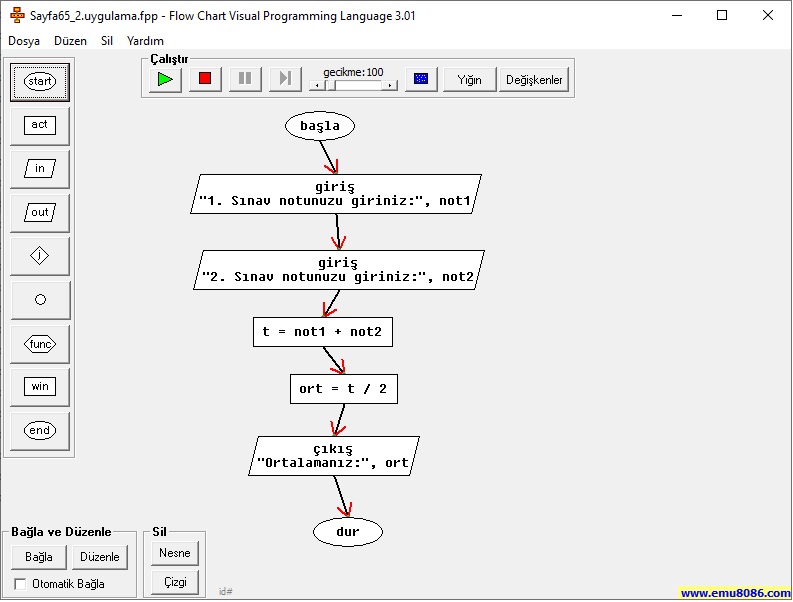 Sayfa65_2.uygulama.fpp - Flow Chart Visual Programming Language 3.01
Dosya Düzen Sil Yardım
Çalıştır
gecikme:100
Yığın
Değişkenler
start
act
in
out
j
func
win
end
başla
giriş
"1. Sınav notunuzu giriniz:", not1
giriş
"2. Sınav notunuzu giriniz:", not2
t = not1 + not2
ort = t / 2
çıkış
"Ortalamanız:", ort
dur
Bağla ve Düzenle
Bağla Düzenle
Otomatik Bağla
Sil
Nesne
Çizgi
id#
www.emu8086.com